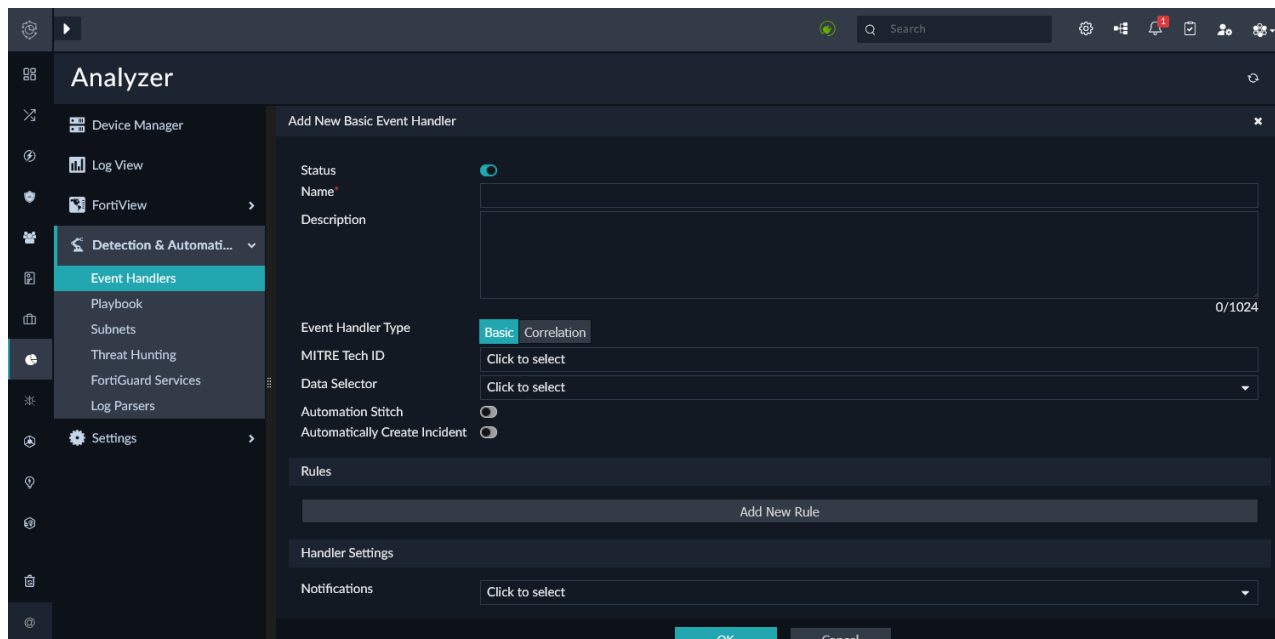 Search
1
Analyzer
Device Manager
Log View
FortiView
Detection & Automati...
Event Handlers
Playbook
Subnets
Threat Hunting
FortiGuard Services
Log Parsers
Settings
Add New Basic Event Handler
Status
Name*
Description
0/1024
Event Handler Type Basic Correlation
MITRE Tech ID Click to select
Data Selector Click to select
Automation Stitch
Automatically Create Incident
Rules
Add New Rule
Handler Settings
Notifications Click to select
OK Cancel